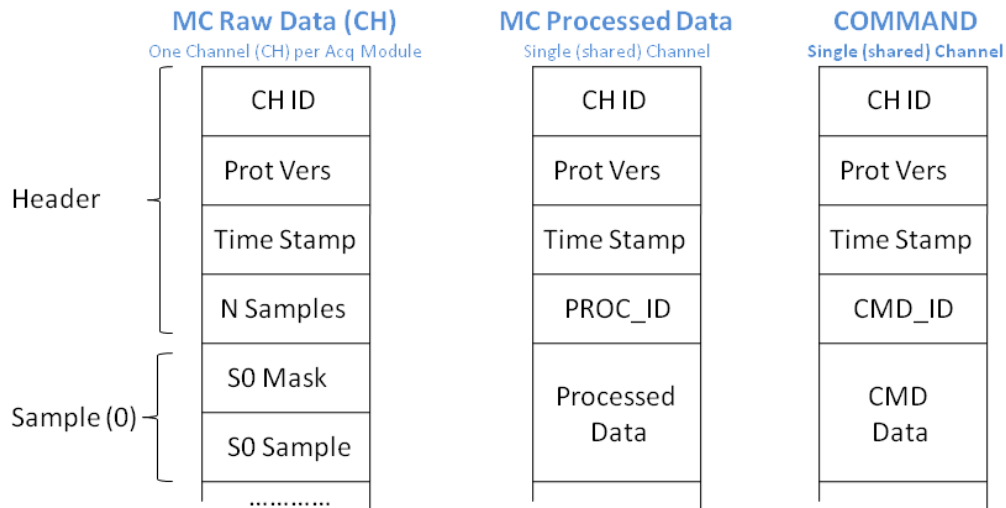 MC Raw Data (CH)
One Channel (CH) per Acq Module
MC Processed Data
Single (shared) Channel
COMMAND
Single (shared) Channel
Header
CH ID
Prot Vers
Time Stamp
N Samples
Sample (0)
S0 Mask
S0 Sample
…………
CH ID
Prot Vers
Time Stamp
PROC_ID
Processed
Data
CH ID
Prot Vers
Time Stamp
CMD_ID
CMD
Data